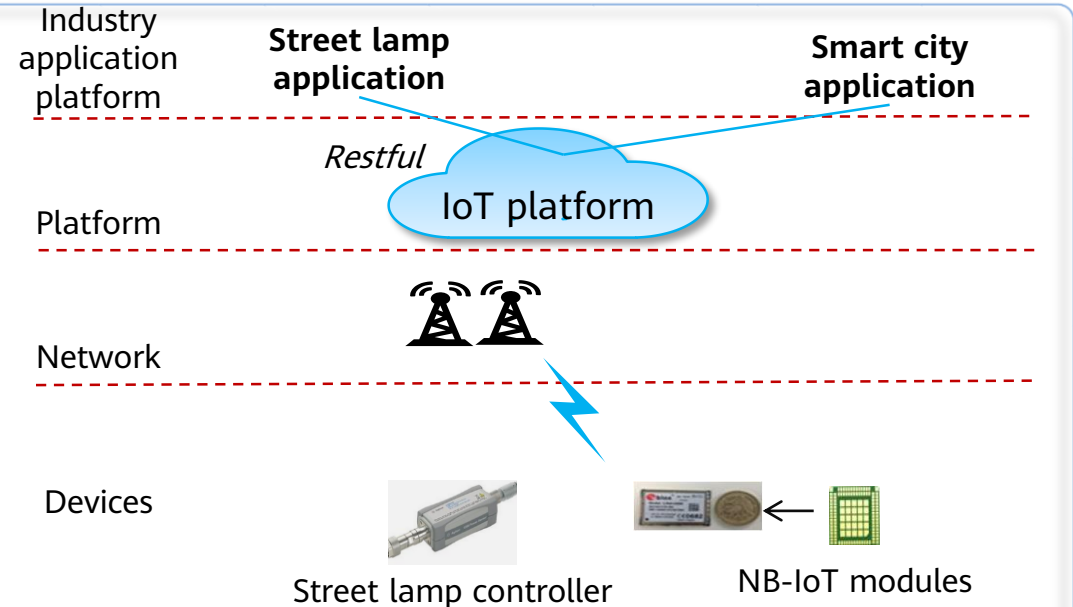 Industry
application
platform
Street lamp
application
Smart city
application
Restful
IoT platform
Platform
Network
Devices
Street lamp controller
NB-IoT modules